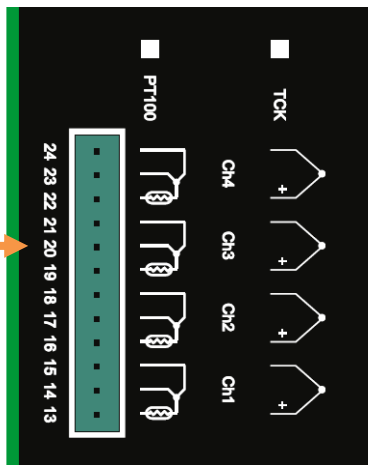 TCK + + + +
Ch4 Ch3 Ch2 Ch1
PT100
24 23 22 21 20 19 18 17 16 15 14 13